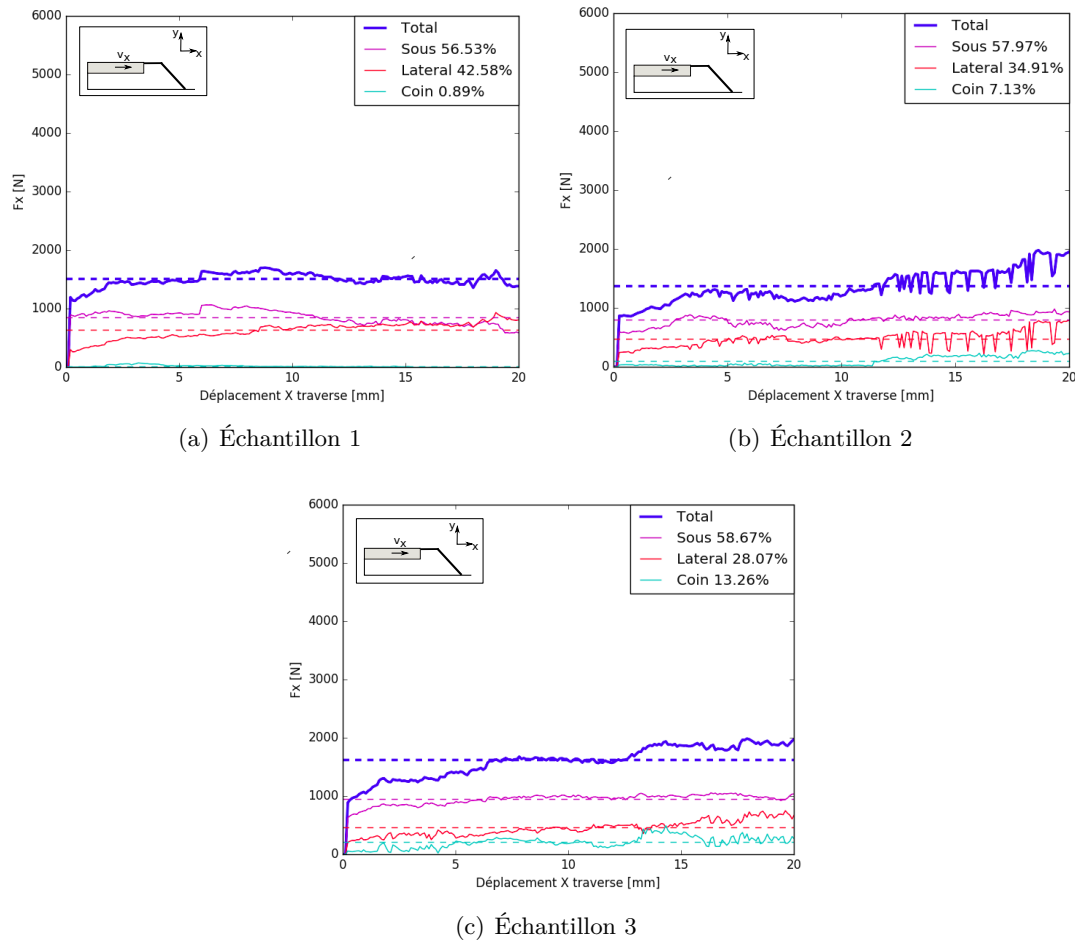 6000
5000
4000
3000
2000
1000
0
Fx [N]
y
x
vx
Total
Sous 56.53%
Lateral 42.58%
Coin 0.89%
0 5 10 15 20
Déplacement X traverse [mm]
(a) Échantillon 1
6000
5000
4000
3000
2000
1000
0
Fx [N]
y
x
vx
Total
Sous 57.97%
Lateral 34.91%
Coin 7.13%
0 5 10 15 20
Déplacement X traverse [mm]
(b) Échantillon 2
6000
5000
4000
3000
2000
1000
0
Fx [N]
y
x
vx
Total
Sous 58.67%
Lateral 28.07%
Coin 13.26%
0 5 10 15 20
Déplacement X traverse [mm]
(c) Échantillon 3